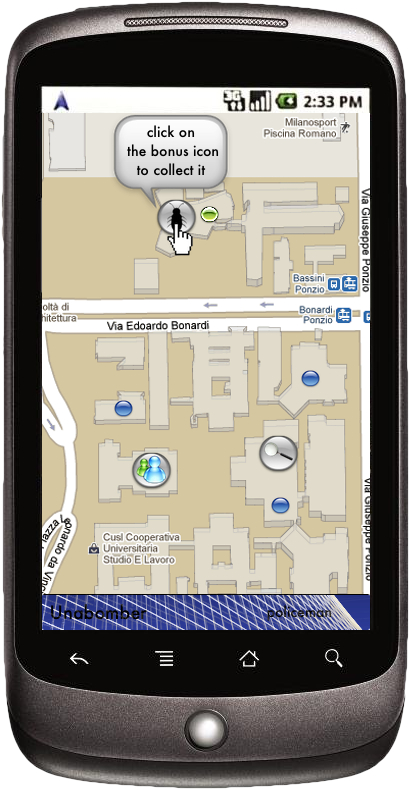 3G
2:33 PM
Milanosport
Piscina Romano
click on
the bonus icon
to collect it
Via Giuseppe Ponzio
Bassini
Ponzio
Bonardi
Ponzio
oltà di
hitettura
Via Edoardo Bonardi
Via Giuseppe Ponzio
azza
onardo da Vinc
Cusl Cooperativa
Universitaria
Studio E Lavoro
Unabomber
policeman